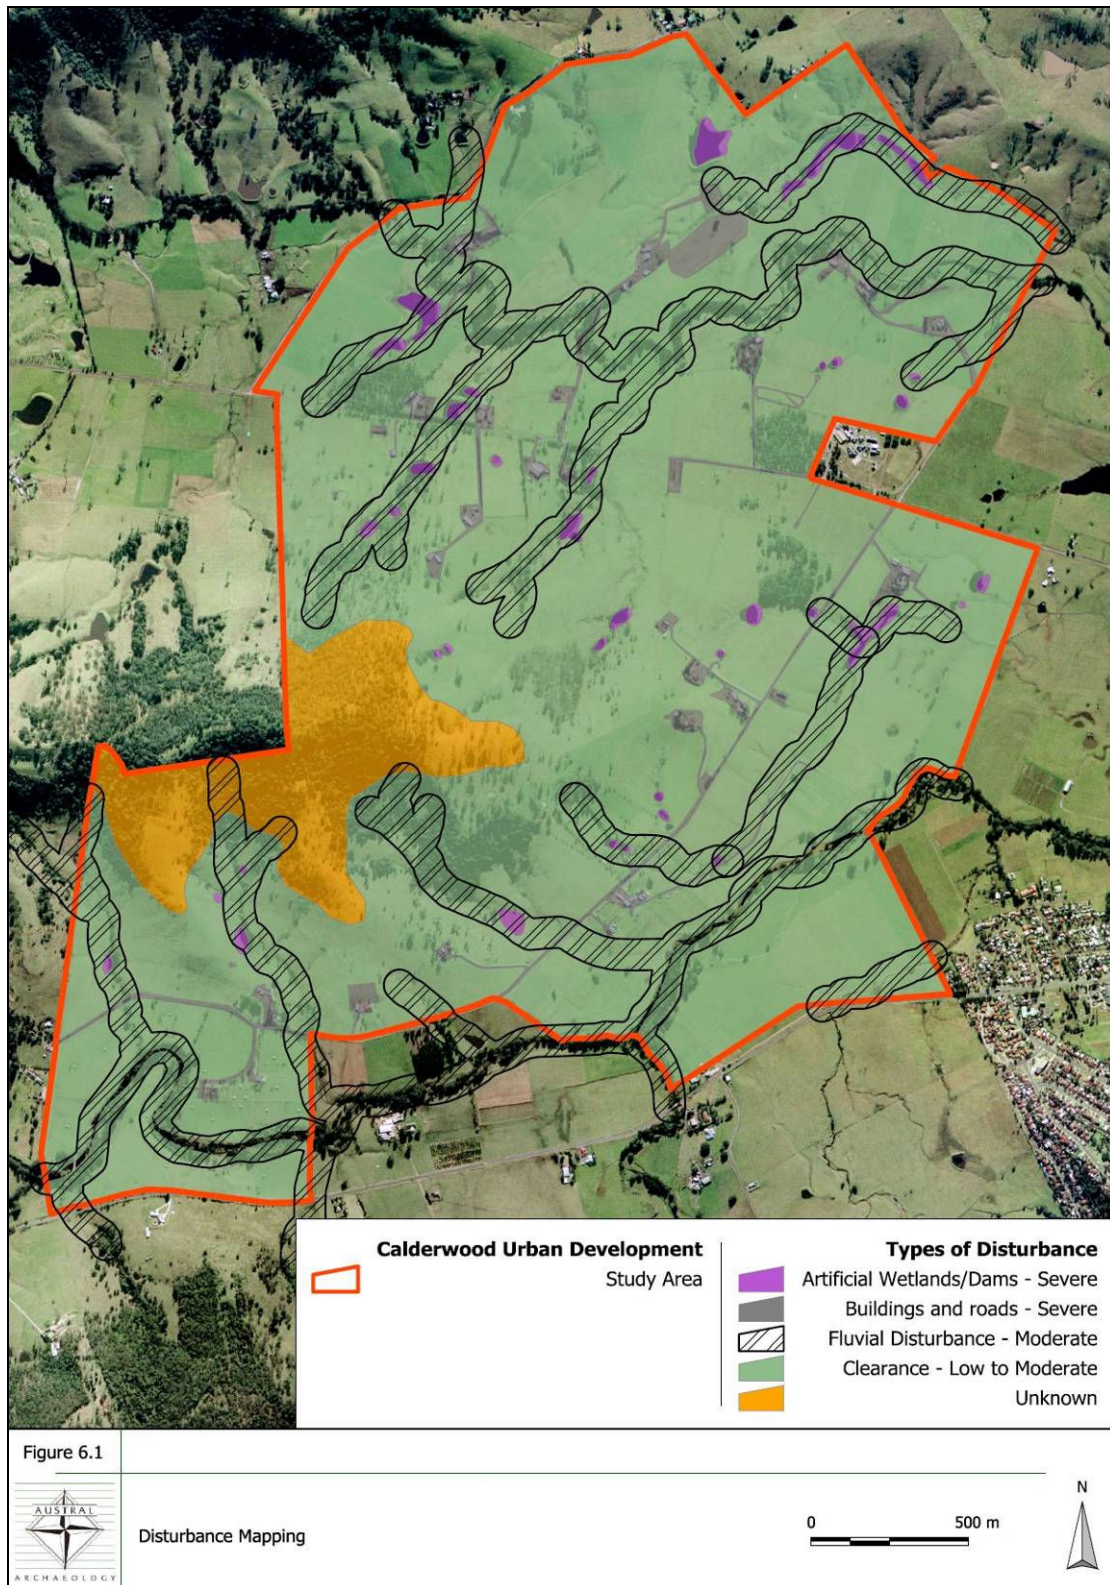 Calderwood Urban Development
Study Area
Types of Disturbance
Artificial Wetlands/Dams - Severe
Buildings and roads - Severe
Fluvial Disturbance - Moderate
Clearance - Low to Moderate
Unknown
Figure 6.1
AUSTRAL
ARCHAEOLOGY
Disturbance Mapping
0 500 m
N